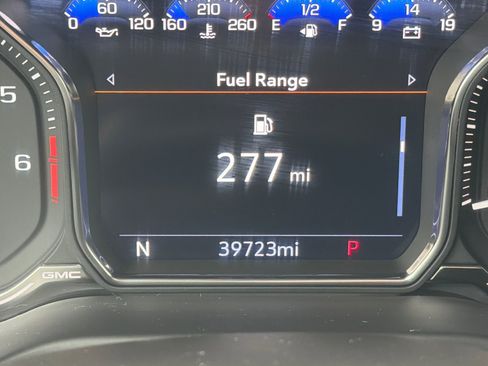 60 210 1/2 14
0 120 160 260 E F 9 19
Fuel Range
5
6
277 mi
N 39723mi P
GMC